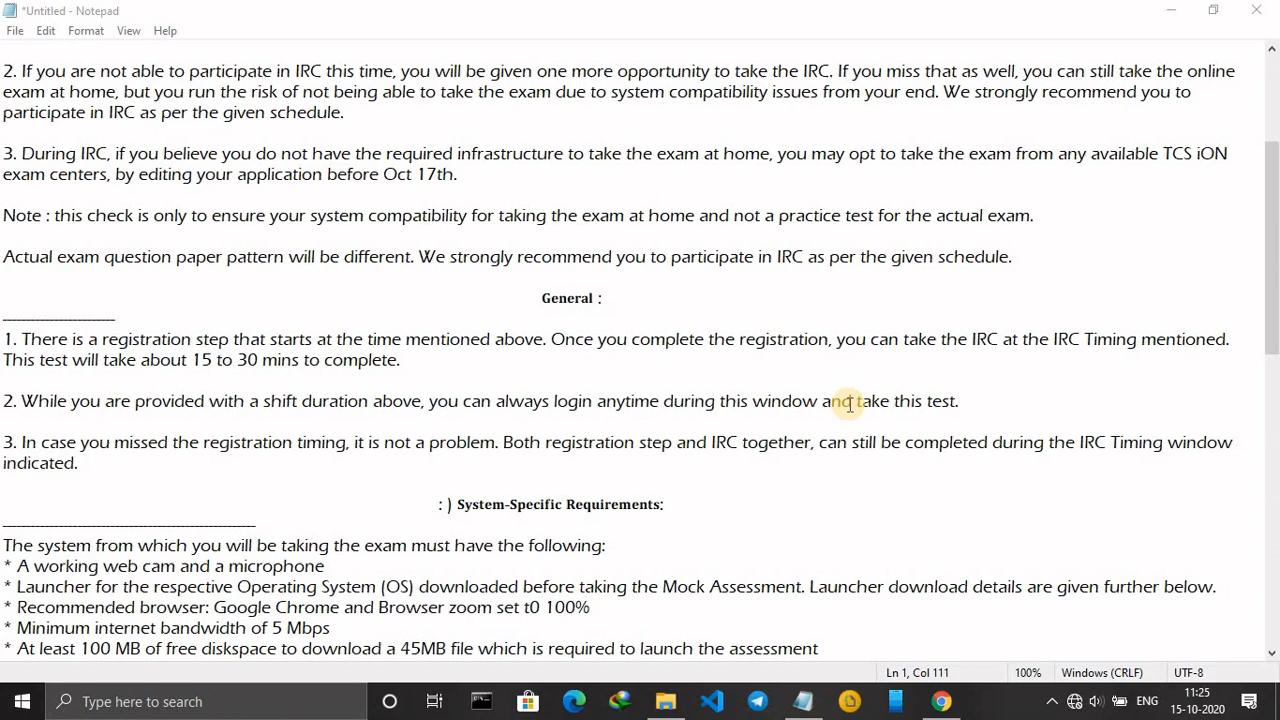 *Untitled - Notepad
File Edit Format View Help
2. If you are not able to participate in IRC this time, you will be given one more opportunity to take the IRC. If you miss that as well, you can still take the online
exam at home, but you run the risk of not being able to take the exam due to system compatibility issues from your end. We strongly recommend you to
participate in IRC as per the given schedule.
3. During IRC, if you believe you do not have the required infrastructure to take the exam at home, you may opt to take the exam from any available TCS iON
exam centers, by editing your application before Oct 17th.
Note : this check is only to ensure your system compatibility for taking the exam at home and not a practice test for the actual exam.
Actual exam question paper pattern will be different. We strongly recommend you to participate in IRC as per the given schedule.
General :
1. There is a registration step that starts at the time mentioned above. Once you complete the registration, you can take the IRC at the IRC Timing mentioned.
This test will take about 15 to 30 mins to complete.
2. While you are provided with a shift duration above, you can always login anytime during this window and take this test.
3. In case you missed the registration timing, it is not a problem. Both registration step and IRC together, can still be completed during the IRC Timing window
indicated.
: ) System-Specific Requirements:
The system from which you will be taking the exam must have the following:
* A working web cam and a microphone
* Launcher for the respective Operating System (OS) downloaded before taking the Mock Assessment. Launcher download details are given further below.
* Recommended browser: Google Chrome and Browser zoom set t0 100%
* Minimum internet bandwidth of 5 Mbps
* At least 100 MB of free diskspace to download a 45MB file which is required to launch the assessment
Ln 1, Col 111 100% Windows (CRLF) UTF-8
Type here to search
ENG
11:25
15-10-2020